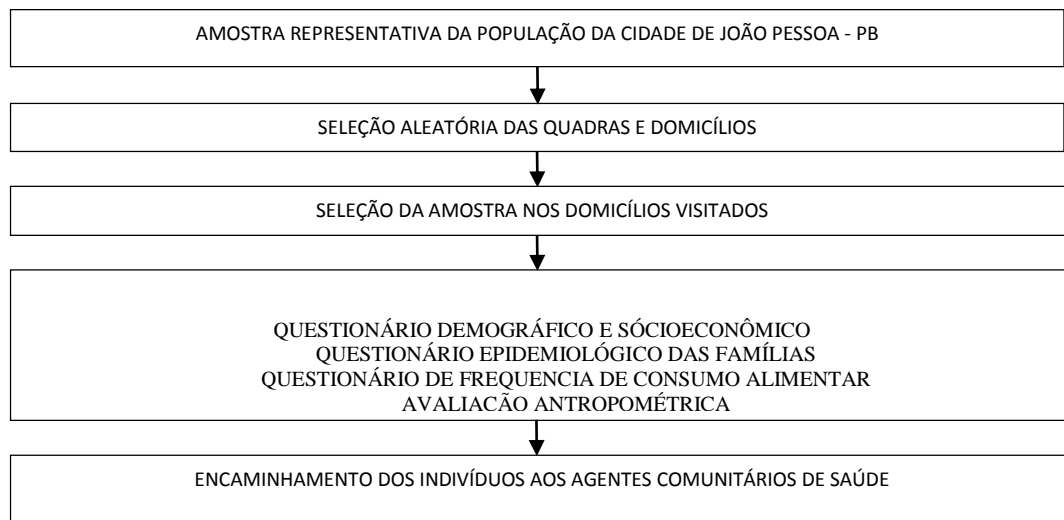 AMOSTRA REPRESENTATIVA DA POPULAÇÃO DA CIDADE DE JOÃO PESSOA - PB
SELEÇÃO ALEATÓRIA DAS QUADRAS E DOMICÍLIOS
SELEÇÃO DA AMOSTRA NOS DOMICÍLIOS VISITADOS
QUESTIONÁRIO DEMOGRÁFICO E SÓCIOECONÔMICO
QUESTIONÁRIO EPIDEMIOLÓGICO DAS FAMÍLIAS
QUESTIONÁRIO DE FREQUENCIA DE CONSUMO ALIMENTAR
AVALIACÃO ANTROPOMÉTRICA
ENCAMINHAMENTO DOS INDIVÍDUOS AOS AGENTES COMUNITÁRIOS DE SAÚDE